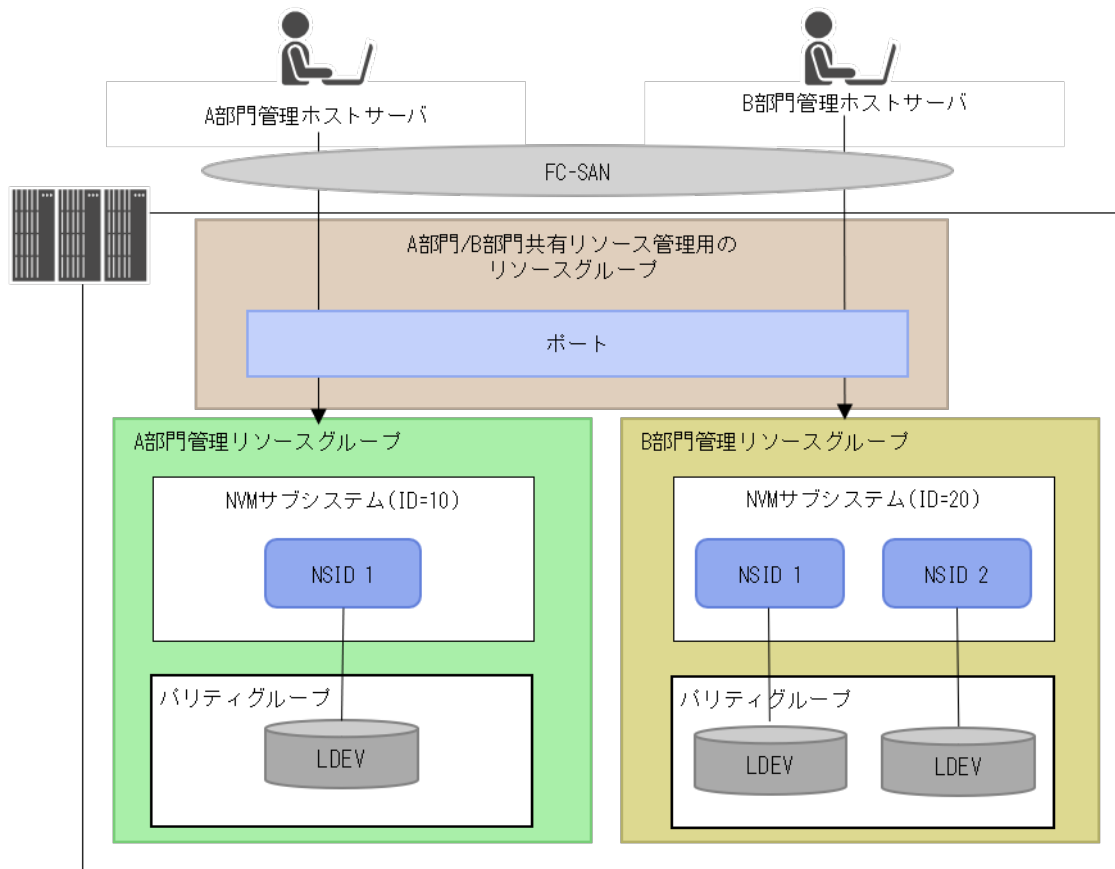 A部門管理ホストサーバ
B部門管理ホストサーバ
FC-SAN
A部門/B部門共有リソース管理用の
リソースグループ
ポート
A部門管理リソースグループ
NVMサブシステム(ID=10)
NSID 1
パリティグループ
LDEV
B部門管理リソースグループ
NVMサブシステム(ID=20)
NSID 1
NSID 2
パリティグループ
LDEV
LDEV